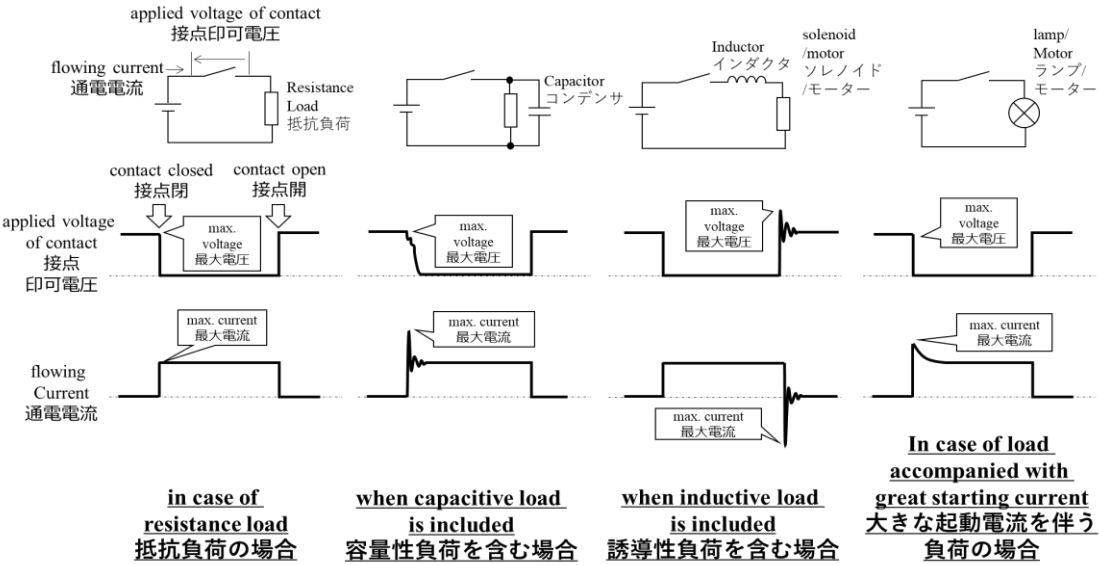 applied voltage of contact
接点印可電圧
flowing current
通電電流
Resistance
Load
抵抗負荷
Capacitor
コンデンサ
Inductor
インダクタ
solenoid
/motor
ソレノイド
/モーター
lamp/
Motor
ランプ/
モーター
contact closed
接点閉
contact open
接点開
applied voltage
of contact
接点
印可電圧
max.
voltage
最大電圧
max.
voltage
最大電圧
max.
voltage
最大電圧
max.
voltage
最大電圧
flowing
Current
通電電流
max. current
最大電流
max. current
最大電流
max. current
最大電流
max. current
最大電流
in case of
resistance load
抵抗負荷の場合
when capacitive load
is included
容量性負荷を含む場合
when inductive load
is included
誘導性負荷を含む場合
In case of load
accompanied with
great starting current
大きな起動電流を伴う
負荷の場合